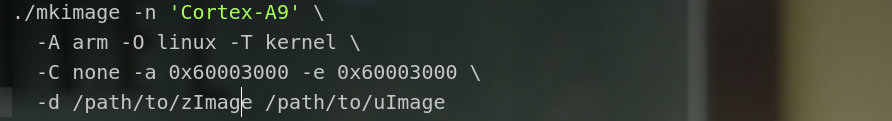 ./mkimage -n 'Cortex-A9' \
-A arm -O linux -T kernel \
-C none -a 0x60003000 -e 0x60003000 \
-d /path/to/zImage /path/to/uImage